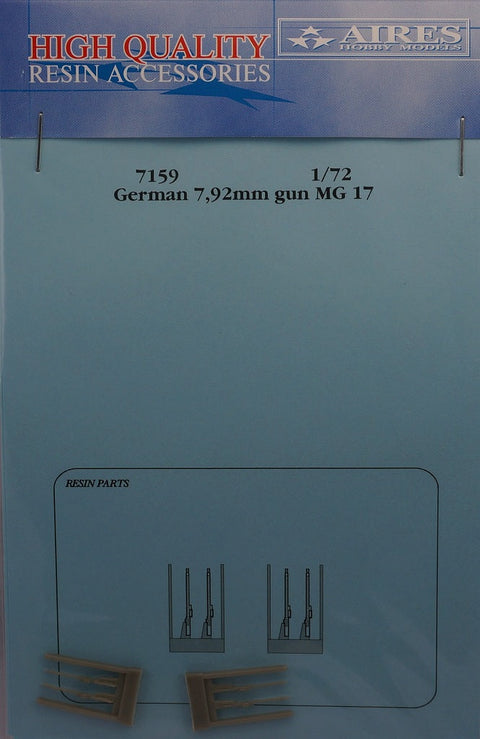 HIGH QUALITY
RESIN ACCESSORIES
AIRES
HOBBY MODELS
7159 1/72
German 7,92mm gun MG 17
RESIN PARTS